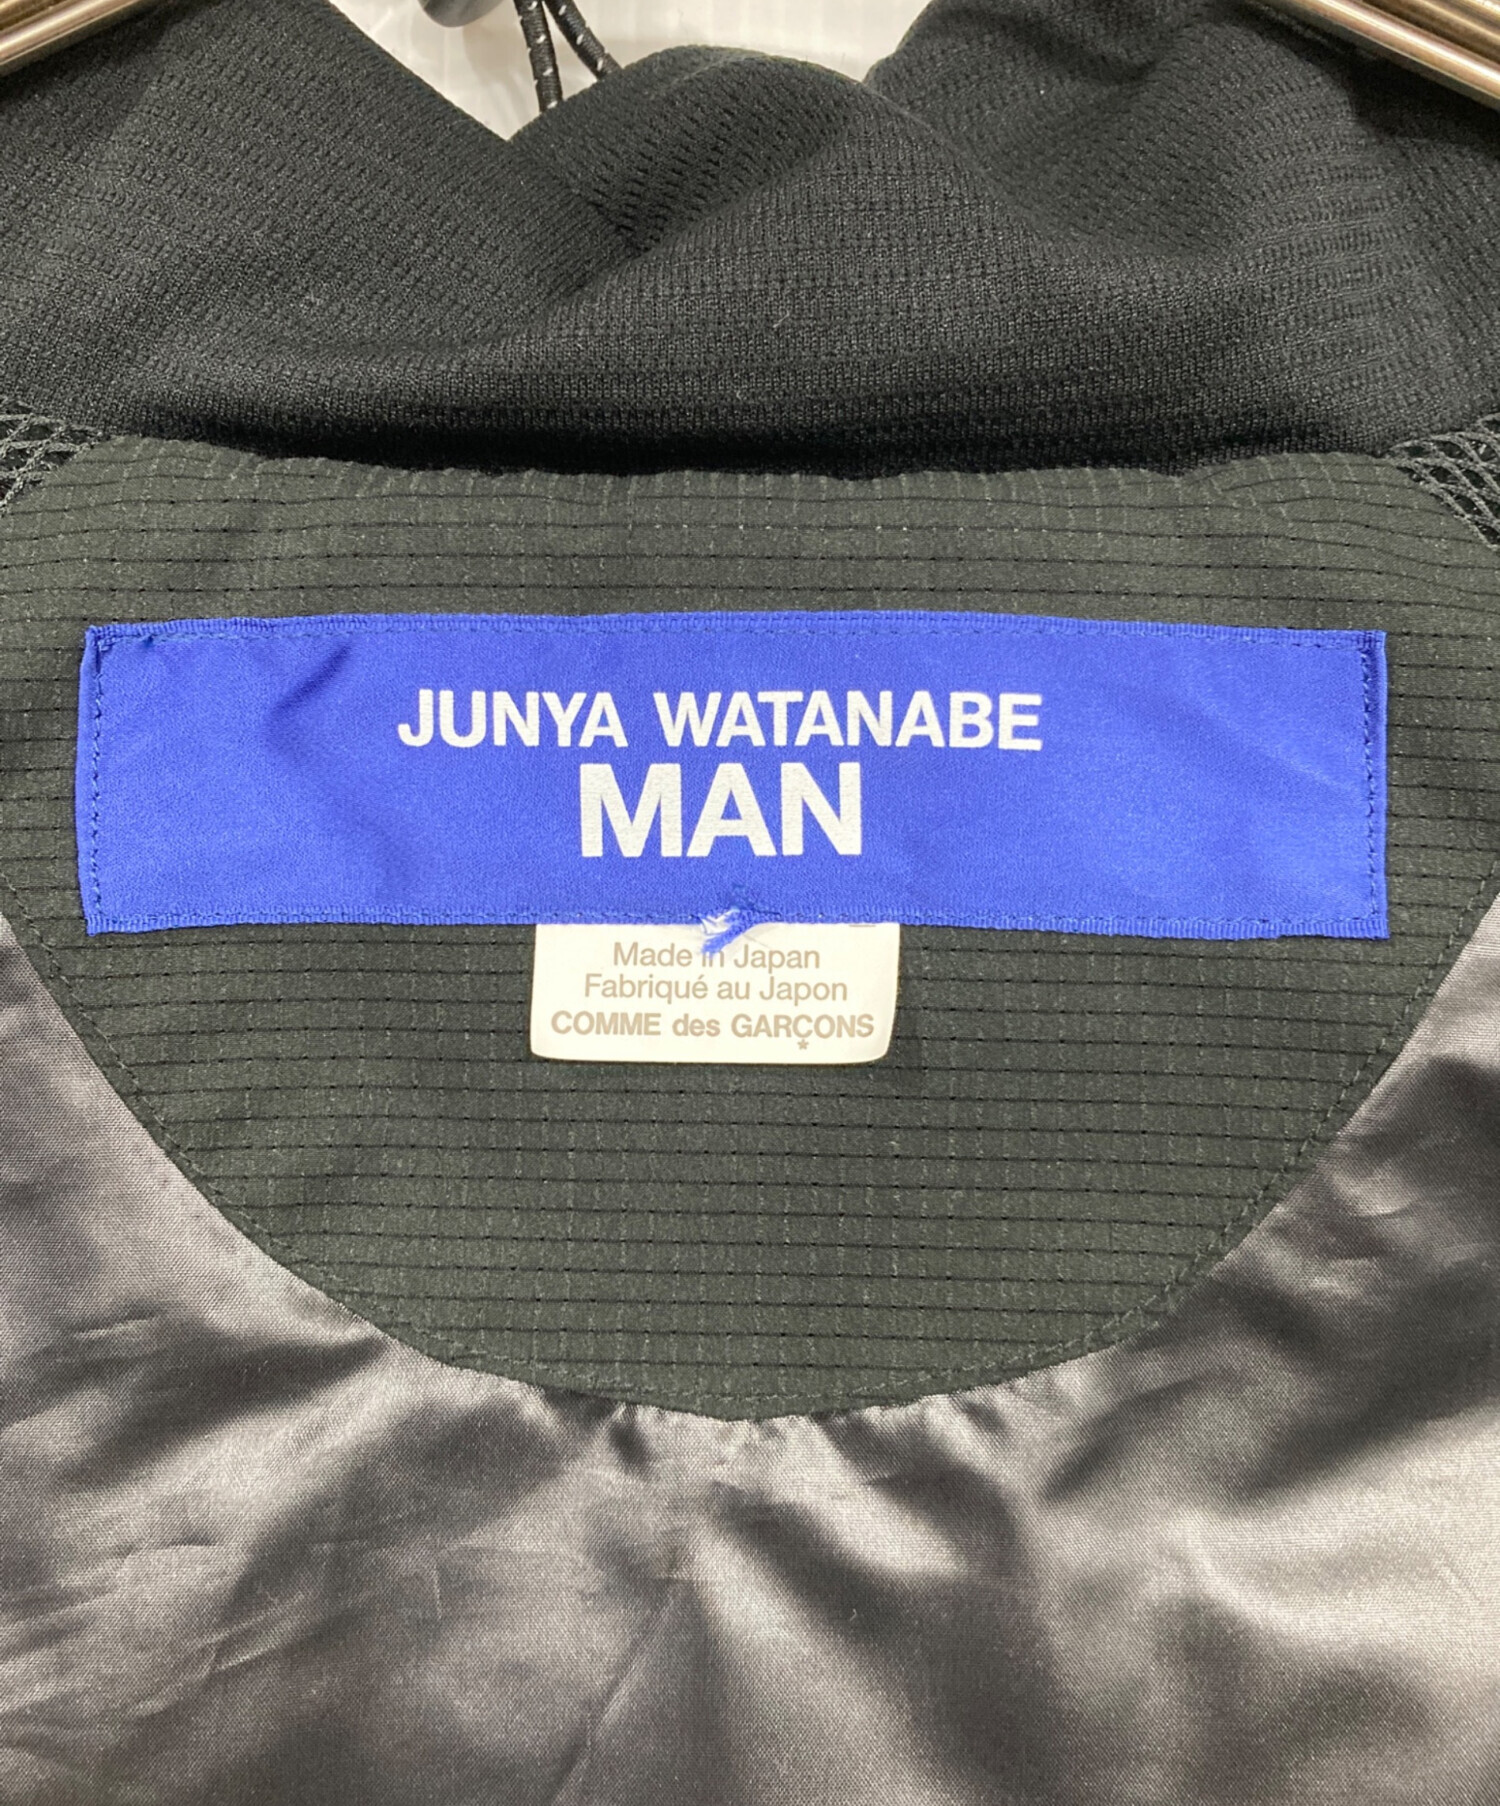 JUNYA WATANABE
MAN
Made in Japan
Fabriqué au Japon
COMME des GARÇONS
*